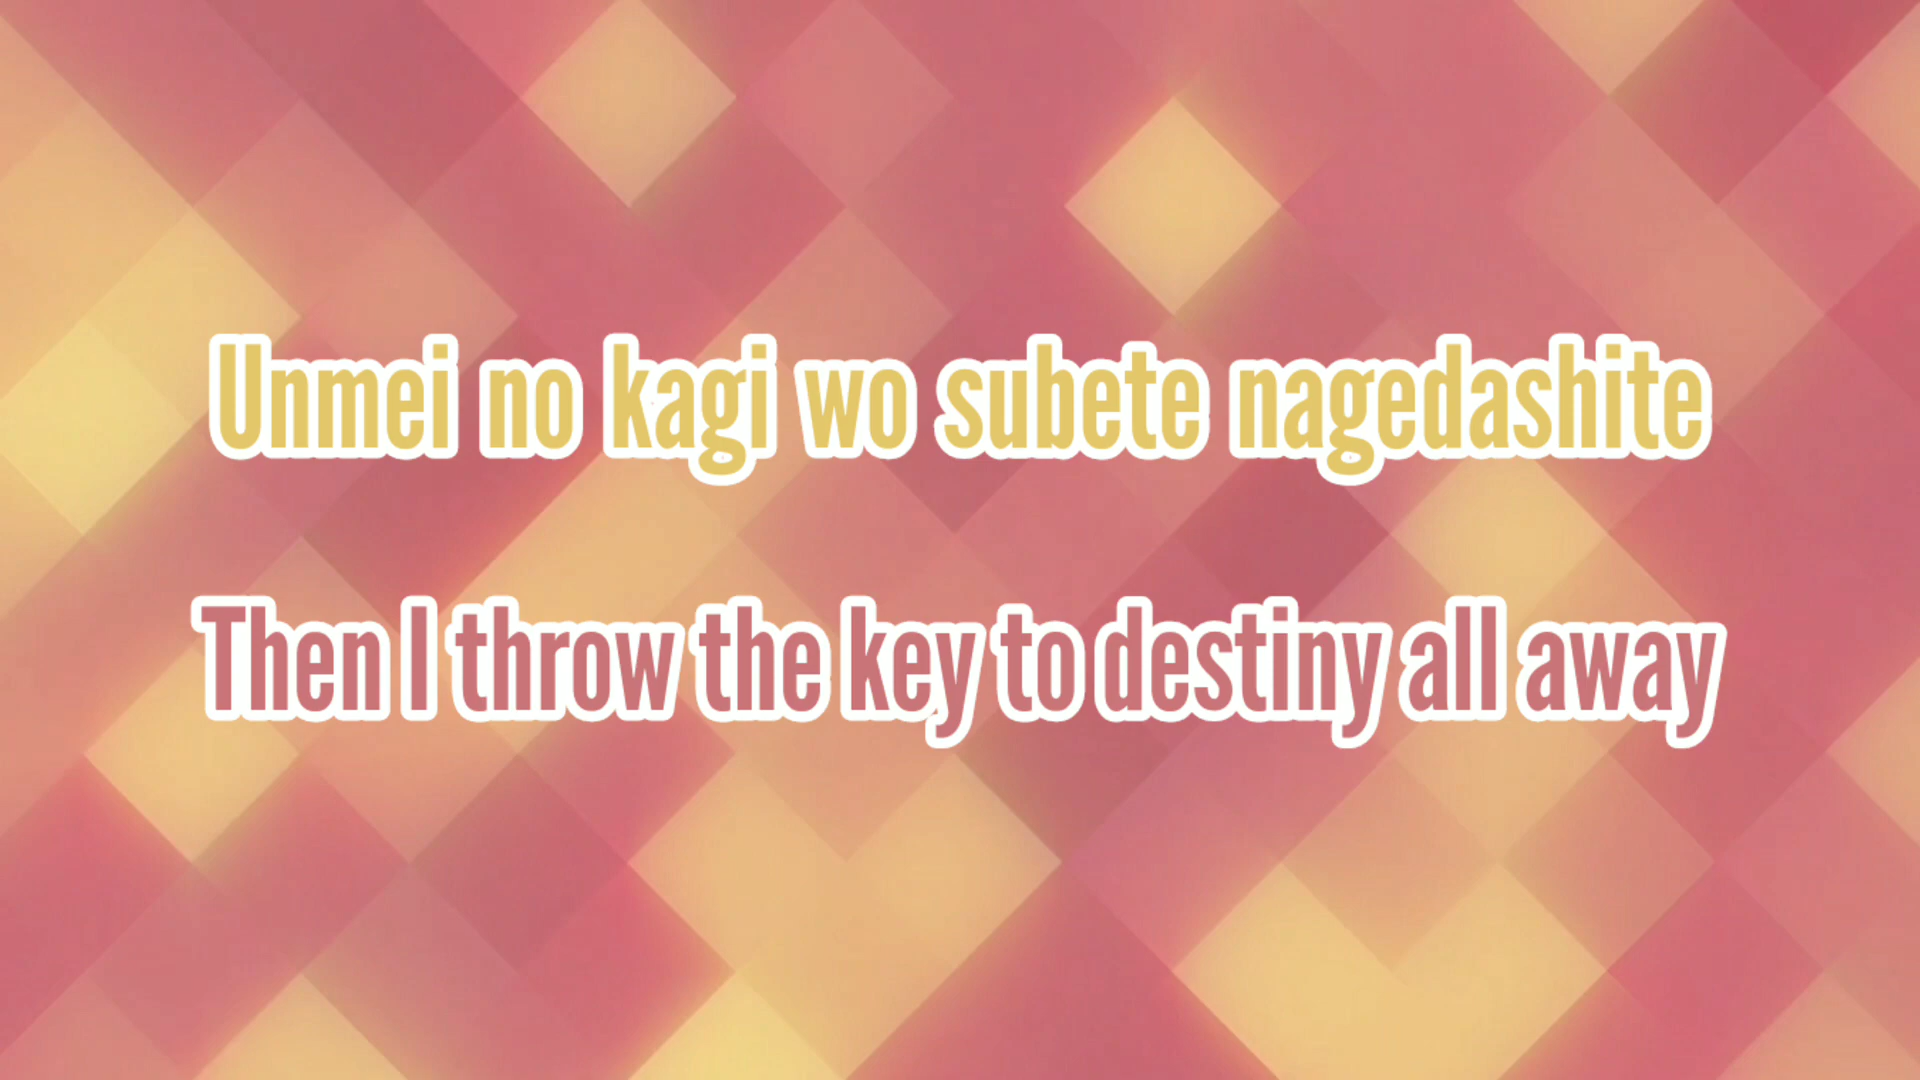 Unmei no kagi wo subete nagedashite
Then I throw the key to destiny all away